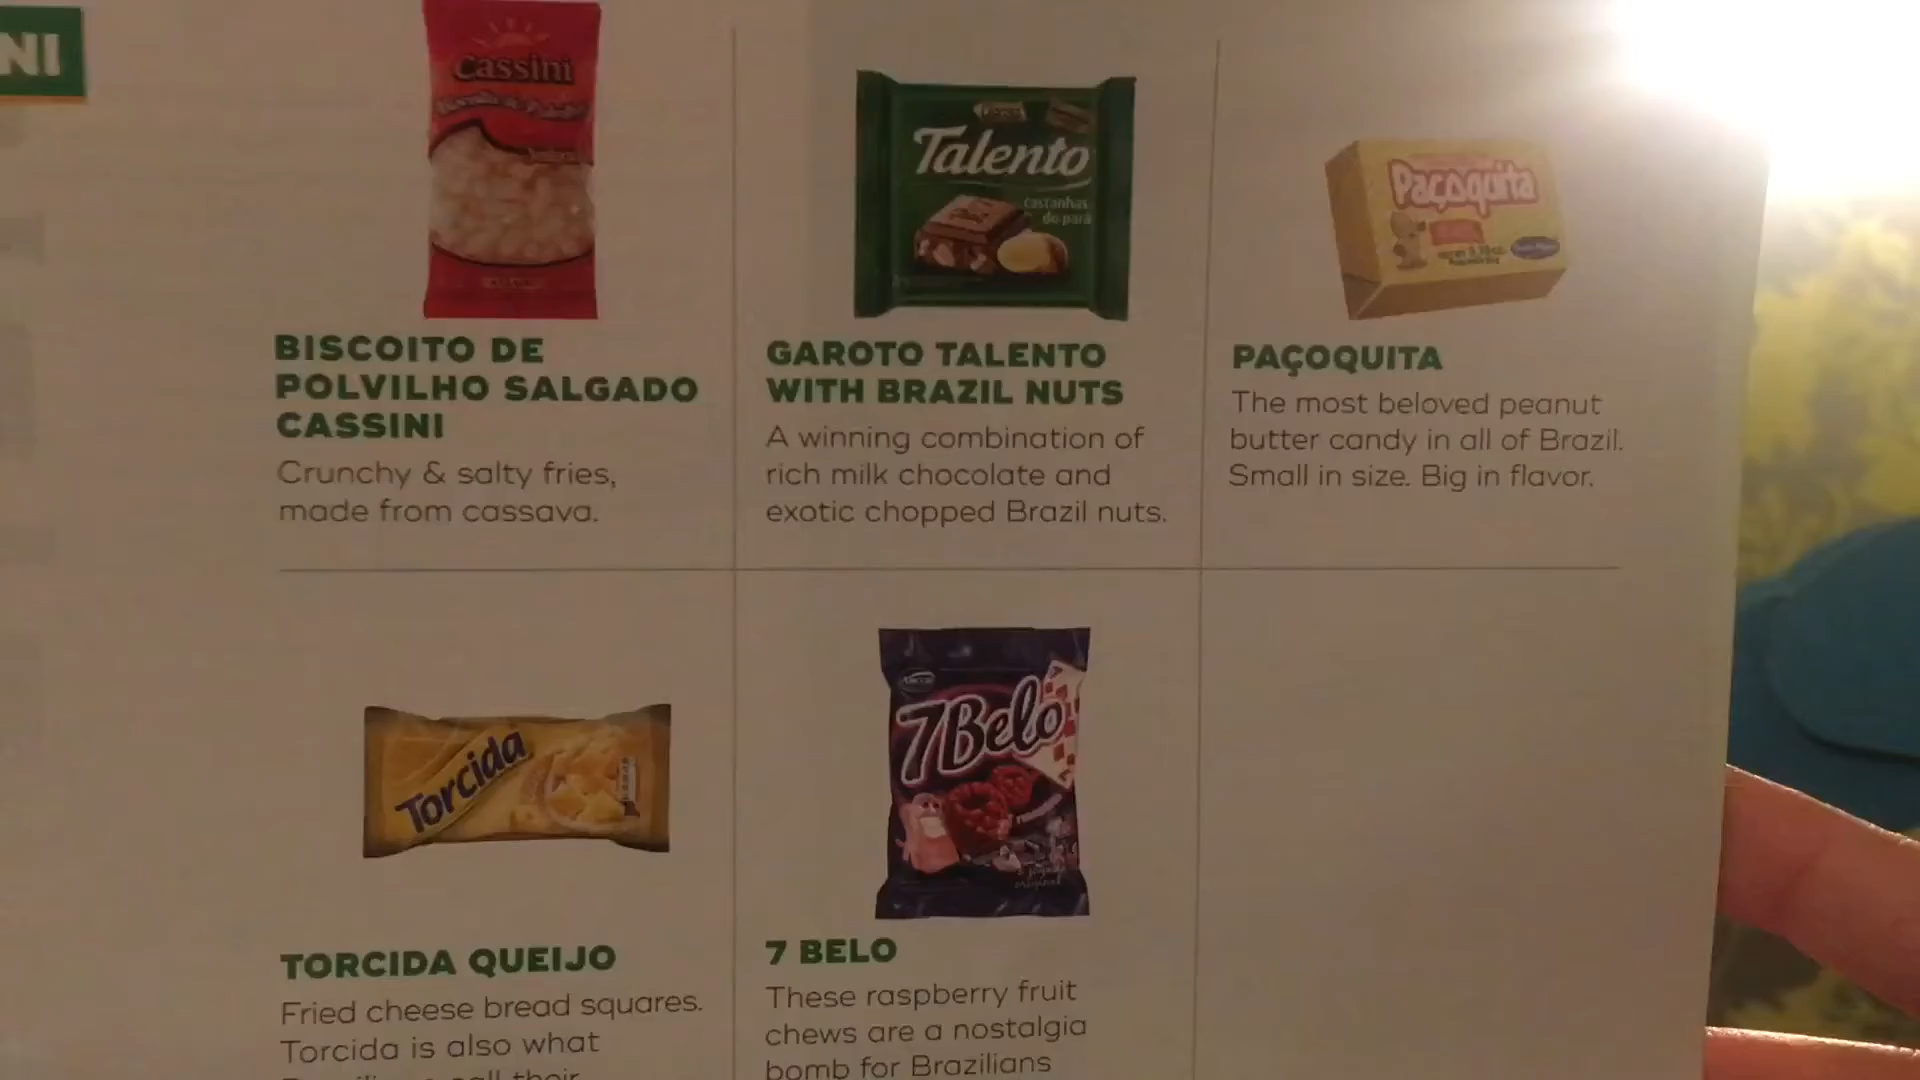 NI
Cassini
Talento
castanhas
do pará
Paçoquita
BISCOITO DE
POLVILHO SALGADO
CASSINI
Crunchy & salty fries,
made from cassava.
GAROTO TALENTO
WITH BRAZIL NUTS
A winning combination of
rich milk chocolate and
exotic chopped Brazil nuts.
PAÇOQUITA
The most beloved peanut
butter candy in all of Brazil.
Small in size. Big in flavor.
Torcida
7Belo
TORCIDA QUEIJO
Fried cheese bread squares.
Torcida is also what
7 BELO
These raspberry fruit
chews are a nostalgia
bomb for Brazilians